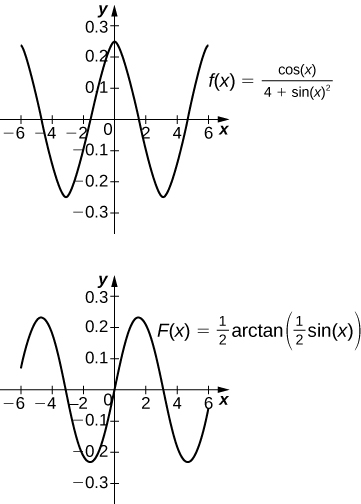 y
0.3
0.2
0.1
−6 −4 −2 0 2 4 6 x
−0.1
−0.2
−0.3
f(x) = cos(x) / 4 + sin(x)²
y
0.3
0.2
0.1
−6 −4 −2 0 2 4 6 x
−0.1
−0.2
−0.3
F(x) = 1/2 arctan(1/2 sin(x))